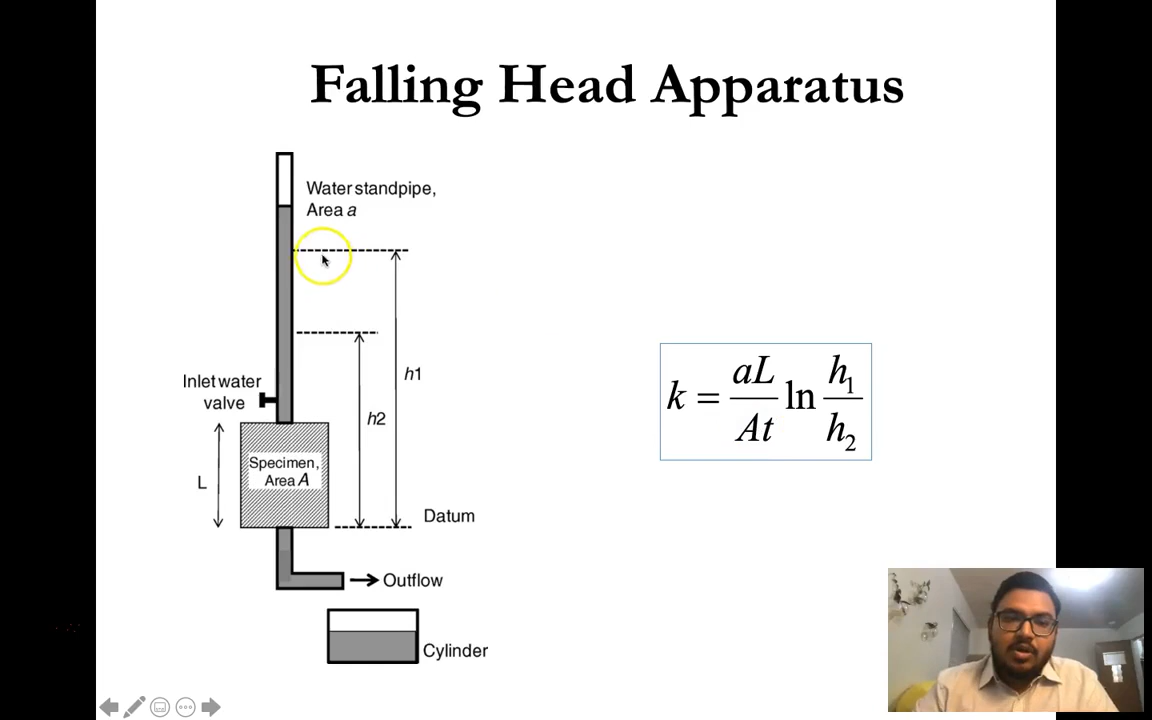 Falling Head Apparatus
Water standpipe,
Area a
h1
Inlet water
valve
h2
k = aL/At ln h₁/h₂
Specimen,
Area A
L
Datum
Outflow
Cylinder